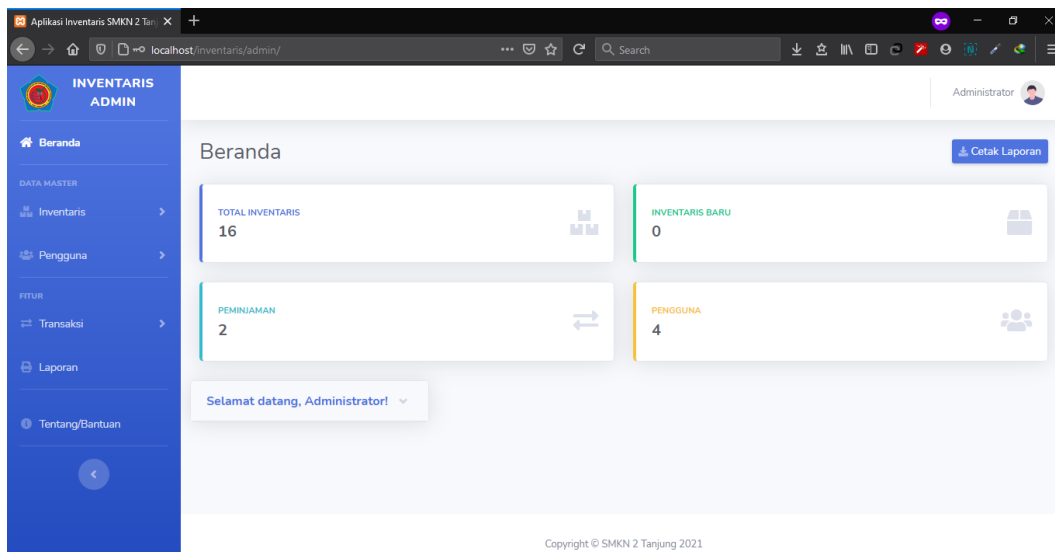 Aplikasi Inventaris SMKN 2 Tanj
localhost/inventaris/admin/
Search
INVENTARIS
ADMIN
Administrator
Beranda
DATA MASTER
Inventaris
Pengguna
FITUR
Transaksi
Laporan
Tentang/Bantuan
Beranda
Cetak Laporan
TOTAL INVENTARIS
16
INVENTARIS BARU
0
PEMINJAMAN
2
PENGGUNA
4
Selamat datang, Administrator!
Copyright © SMKN 2 Tanjung 2021